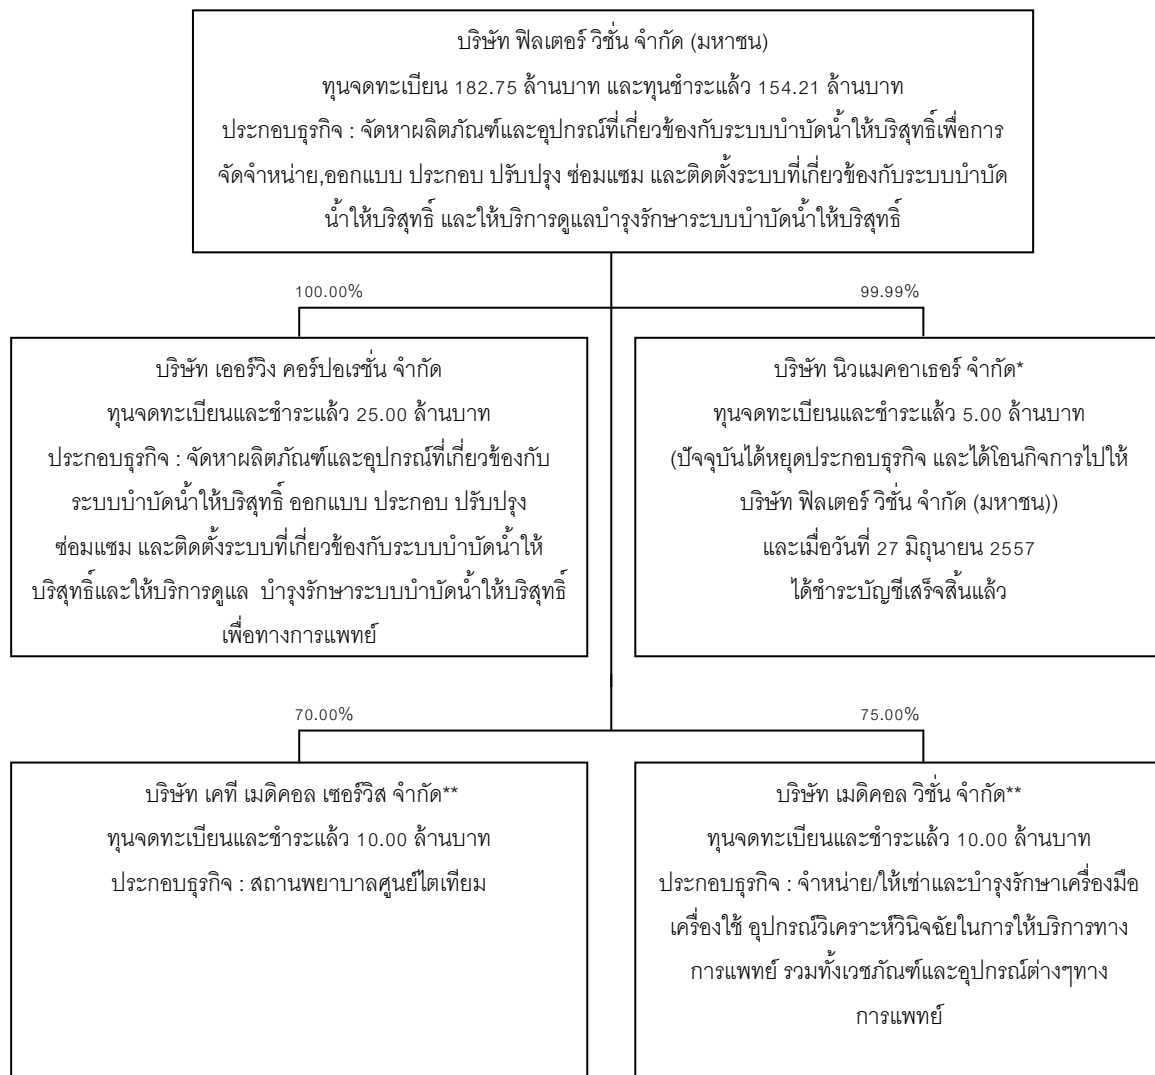 บริษัท ฟิลเตอร์ วิชั่น จำกัด (มหาชน)
ทุนจดทะเบียน 182.75 ล้านบาท และทุนชำระแล้ว 154.21 ล้านบาท
ประกอบธุรกิจ : จัดหาผลิตภัณฑ์และอุปกรณ์ที่เกี่ยวข้องกับระบบบำบัดน้ำให้บริสุทธิ์เพื่อการ
จัดจำหน่าย,ออกแบบ ประกอบ ปรับปรุง ซ่อมแซม และติดตั้งระบบที่เกี่ยวข้องกับระบบบำบัด
น้ำให้บริสุทธิ์ และให้บริการดูแลบำรุงรักษาระบบบำบัดน้ำให้บริสุทธิ์
100.00%
99.99%
บริษัท เออร์วิง คอร์ปอเรชั่น จำกัด
ทุนจดทะเบียนและชำระแล้ว 25.00 ล้านบาท
ประกอบธุรกิจ : จัดหาผลิตภัณฑ์และอุปกรณ์ที่เกี่ยวข้องกับ
ระบบบำบัดน้ำให้บริสุทธิ์ ออกแบบ ประกอบ ปรับปรุง
ซ่อมแซม และติดตั้งระบบที่เกี่ยวข้องกับระบบบำบัดน้ำให้
บริสุทธิ์และให้บริการดูแล บำรุงรักษาระบบบำบัดน้ำให้บริสุทธิ์
เพื่อทางการแพทย์
บริษัท นิวแมคอาเธอร์ จำกัด*
ทุนจดทะเบียนและชำระแล้ว 5.00 ล้านบาท
(ปัจจุบันได้หยุดประกอบธุรกิจ และได้โอนกิจการไปให้
บริษัท ฟิลเตอร์ วิชั่น จำกัด (มหาชน))
และเมื่อวันที่ 27 มิถุนายน 2557
ได้ชำระบัญชีเสร็จสิ้นแล้ว
70.00%
75.00%
บริษัท เคที เมดิคอล เซอร์วิส จำกัด**
ทุนจดทะเบียนและชำระแล้ว 10.00 ล้านบาท
ประกอบธุรกิจ : สถานพยาบาลศูนย์ไตเทียม
บริษัท เมดิคอล วิชั่น จำกัด**
ทุนจดทะเบียนและชำระแล้ว 10.00 ล้านบาท
ประกอบธุรกิจ : จำหน่าย/ให้เช่าและบำรุงรักษาเครื่องมือ
เครื่องใช้ อุปกรณ์วิเคราะห์วินิจฉัยในการให้บริการทาง
การแพทย์ รวมทั้งเวชภัณฑ์และอุปกรณ์ต่างๆทาง
การแพทย์